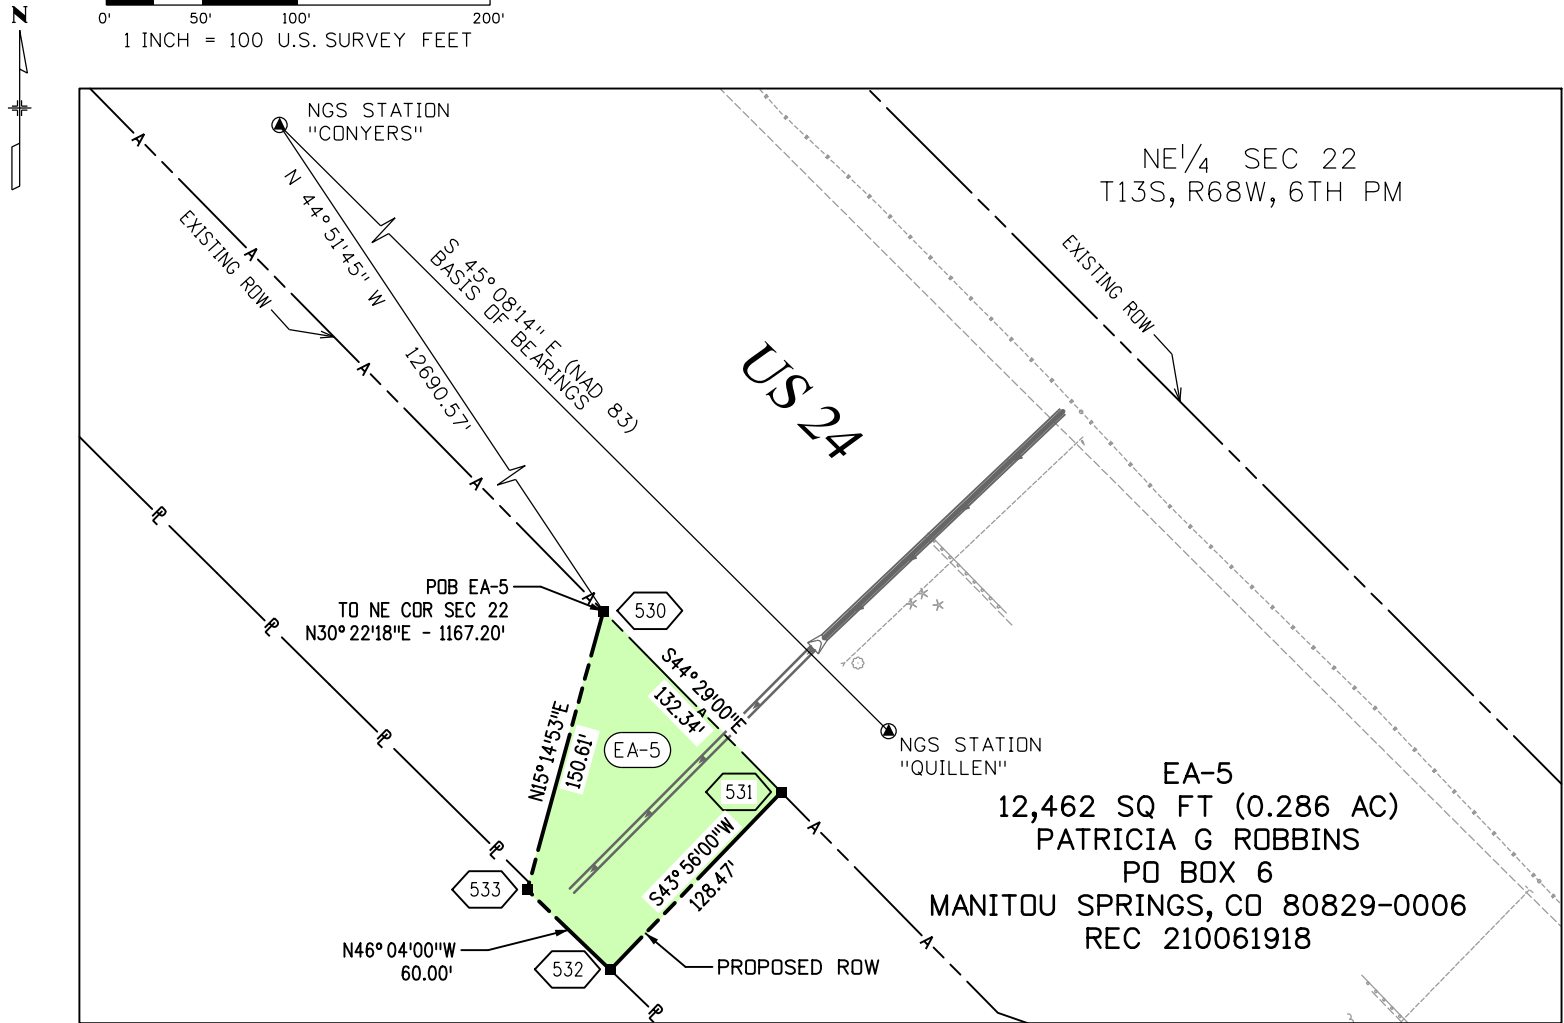 N
0' 50' 100' 200'
1 INCH = 100 U.S. SURVEY FEET
NGS STATION
"CONYERS"
NE1/4 SEC 22
T13S, R68W, 6TH PM
A
N 44°51'45" W
12690.57'
EXISTING ROW
A
S 45°08'14" E (NAD 83)
BASIS OF BEARINGS
EXISTING ROW
A
US 24
A
PL
POB EA-5
TO NE COR SEC 22
N30°22'18"E - 1167.20'
A
530
PL
S44°29'00"E
132.34'
A
N15°14'53"E
150.61'
EA-5
PL
NGS STATION
"QUILLEN"
531
EA-5
12,462 SQ FT (0.286 AC)
PATRICIA G ROBBINS
PO BOX 6
MANITOU SPRINGS, CO 80829-0006
REC 210061918
A
PL
S43°56'00"W
128.47'
533
A
N46°04'00"W
60.00'
532
PROPOSED ROW
PL